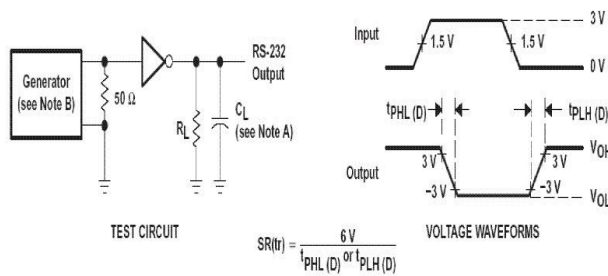 Generator
(see Note B)
50 Ω
RS-232
Output
RL
CL
(see Note A)
TEST CIRCUIT
Input
3 V
1.5 V
1.5 V
0 V
tPHL (D)
tPLH (D)
Output
3 V
−3 V
3 V
−3 V
VOH
VOL
VOLTAGE WAVEFORMS
SR(tr) = 6 V
tPHL (D) or tPLH (D)